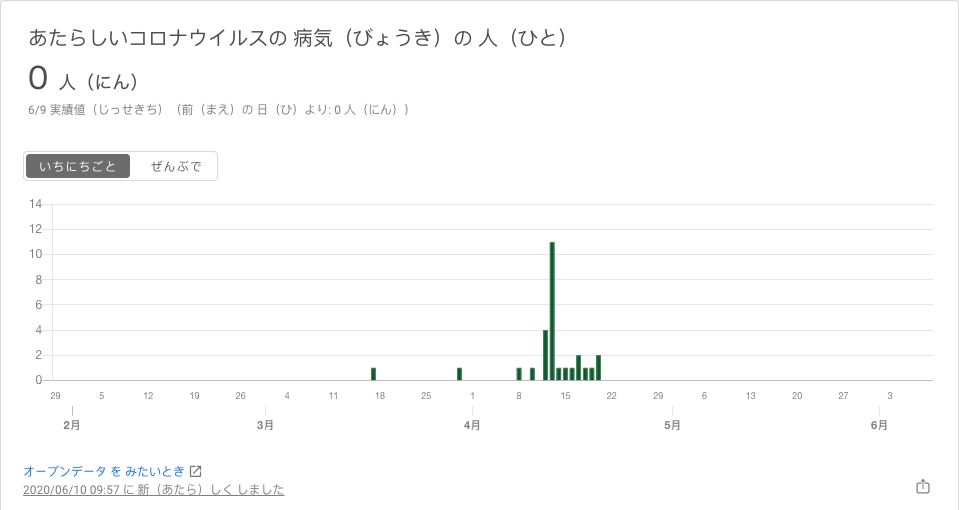 あたらしいコロナウイルスの 病気（びょうき）の 人（ひと）
0 人（にん）
6/9 実績値（じっせきち）（前（まえ）の 日（ひ）より: 0 人（にん））
いちにちごと ぜんぶで
14
12
10
8
6
4
2
0
29 5 12 19 26 4 11 18 25 1 8 15 22 29 6 13 20 27 3
2月 3月 4月 5月 6月
オープンデータ を みたいとき
2020/06/10 09:57 に 新（あたら）しく しました